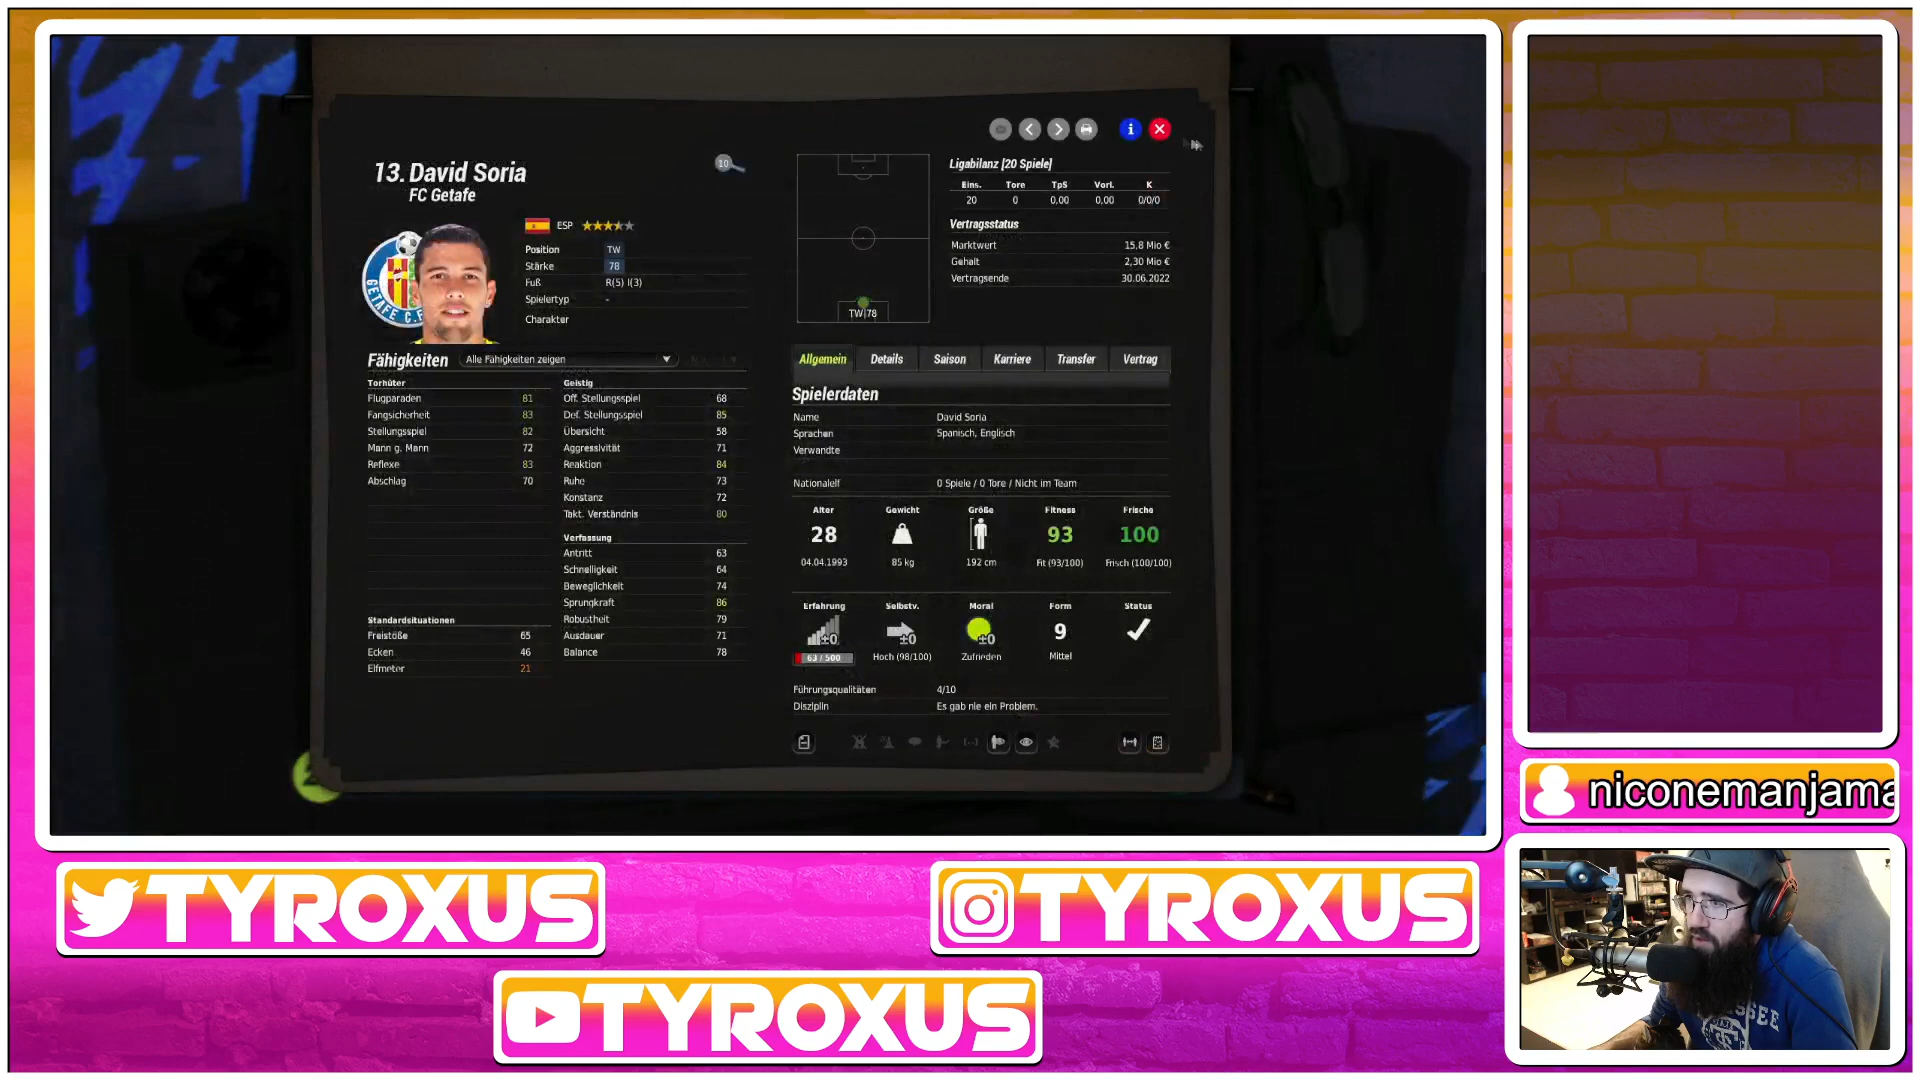 13. David Soria
FC Getafe
10
GETAFE C.F.
ESP
Position TW
Stärke 78
Fuß R(5) l(3)
Spielertyp -
Charakter
TW 78
Ligabilanz [20 Spiele]
Eins. Tore TpS Vorl. K
20 0 0,00 0,00 0/0/0
Vertragsstatus
Marktwert 15,8 Mio €
Gehalt 2,30 Mio €
Vertragsende 30.06.2022
Fähigkeiten Alle Fähigkeiten zeigen
Torhüter
Flugparaden 81
Fangsicherheit 83
Stellungsspiel 82
Mann g. Mann 72
Reflexe 83
Abschlag 70
Standardsituationen
Freistöße 65
Ecken 46
Elfmeter 21
Geistig
Off. Stellungsspiel 68
Def. Stellungsspiel 85
Übersicht 58
Aggressivität 71
Reaktion 84
Ruhe 73
Konstanz 72
Takt. Verständnis 80
Verfassung
Antritt 63
Schnelligkeit 64
Beweglichkeit 74
Sprungkraft 86
Robustheit 79
Ausdauer 71
Balance 78
Allgemein Details Saison Karriere Transfer Vertrag
Spielerdaten
Name David Soria
Sprachen Spanisch, Englisch
Verwandte
Nationalelf 0 Spiele / 0 Tore / Nicht im Team
Alter Gewicht Größe Fitness Frische
28 93 100
04.04.1993 85 kg 192 cm Fit (93/100) Frisch (100/100)
Erfahrung Selbstv. Moral Form Status
±0 ±0 ±0 9
63 / 500 Hoch (98/100) Zufrieden Mittel
Führungsqualitäten 4/10
Disziplin Es gab nie ein Problem.
niconemanjama
TYROXUS
TYROXUS
TYROXUS